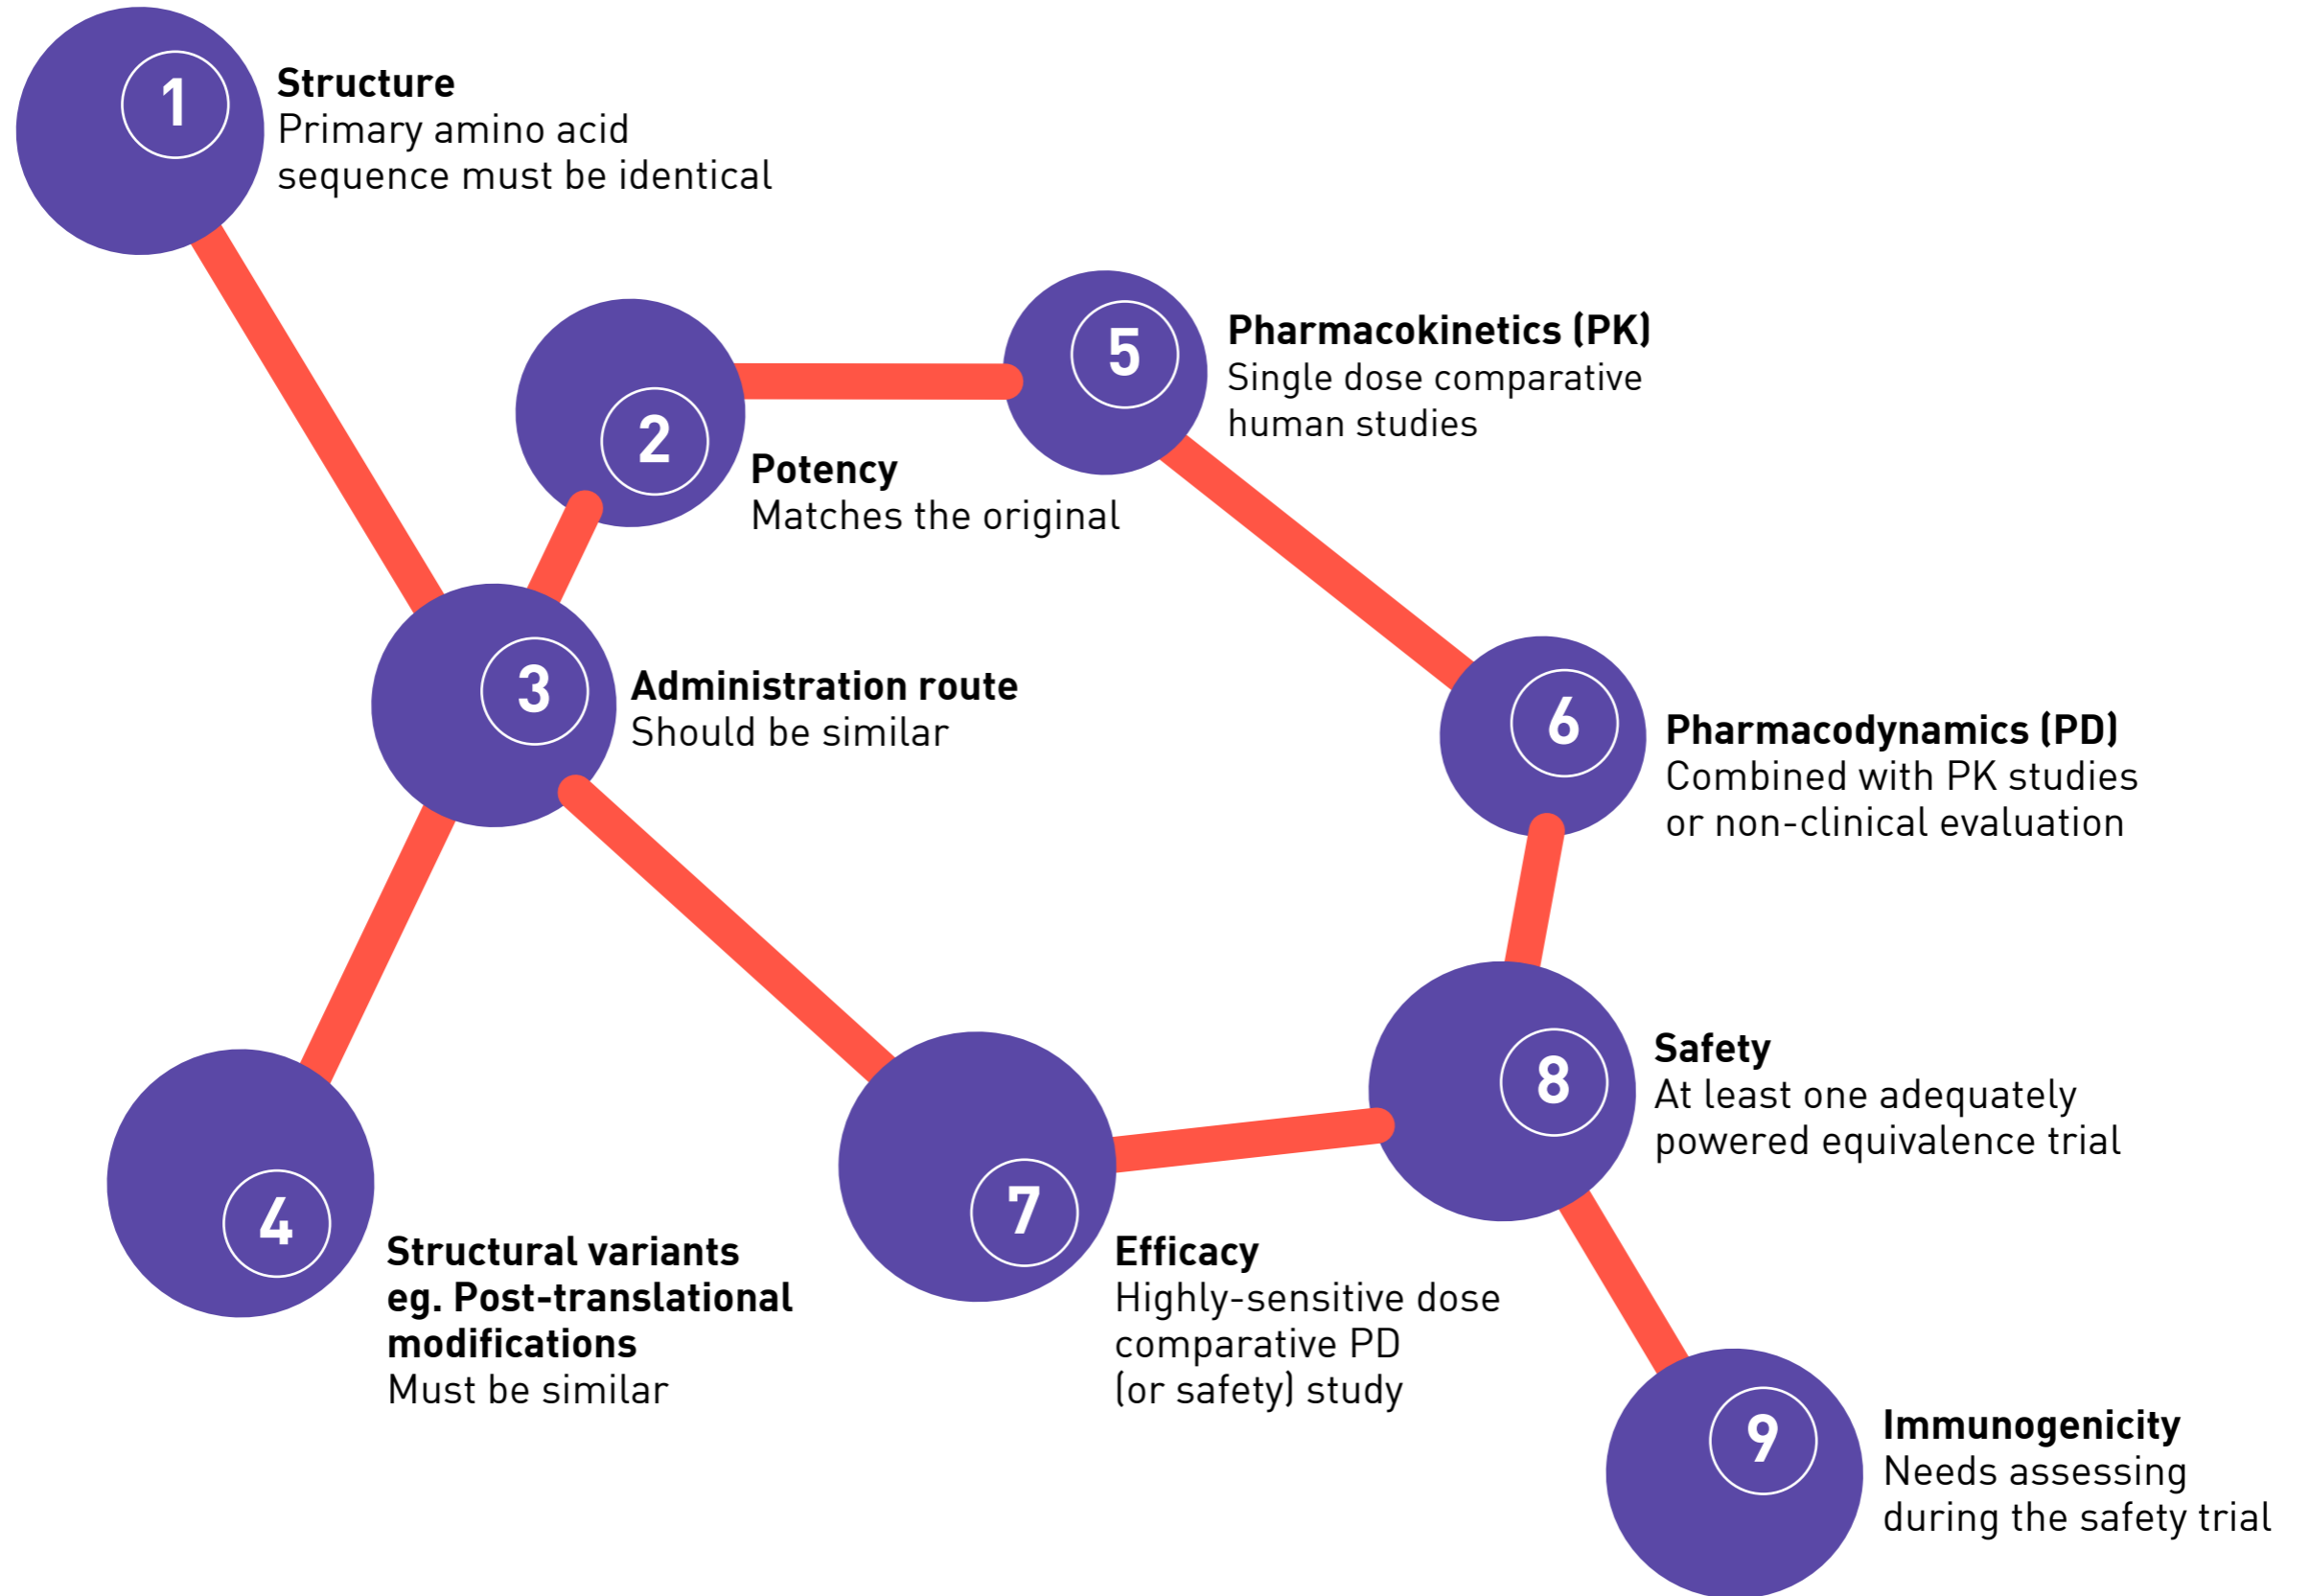 1
Structure
Primary amino acid
sequence must be identical
2
Potency
Matches the original
3
Administration route
Should be similar
4
Structural variants
eg. Post-translational
modifications
Must be similar
5
Pharmacokinetics (PK)
Single dose comparative
human studies
6
Pharmacodynamics (PD)
Combined with PK studies
or non-clinical evaluation
7
Efficacy
Highly-sensitive dose
comparative PD
(or safety) study
8
Safety
At least one adequately
powered equivalence trial
9
Immunogenicity
Needs assessing
during the safety trial